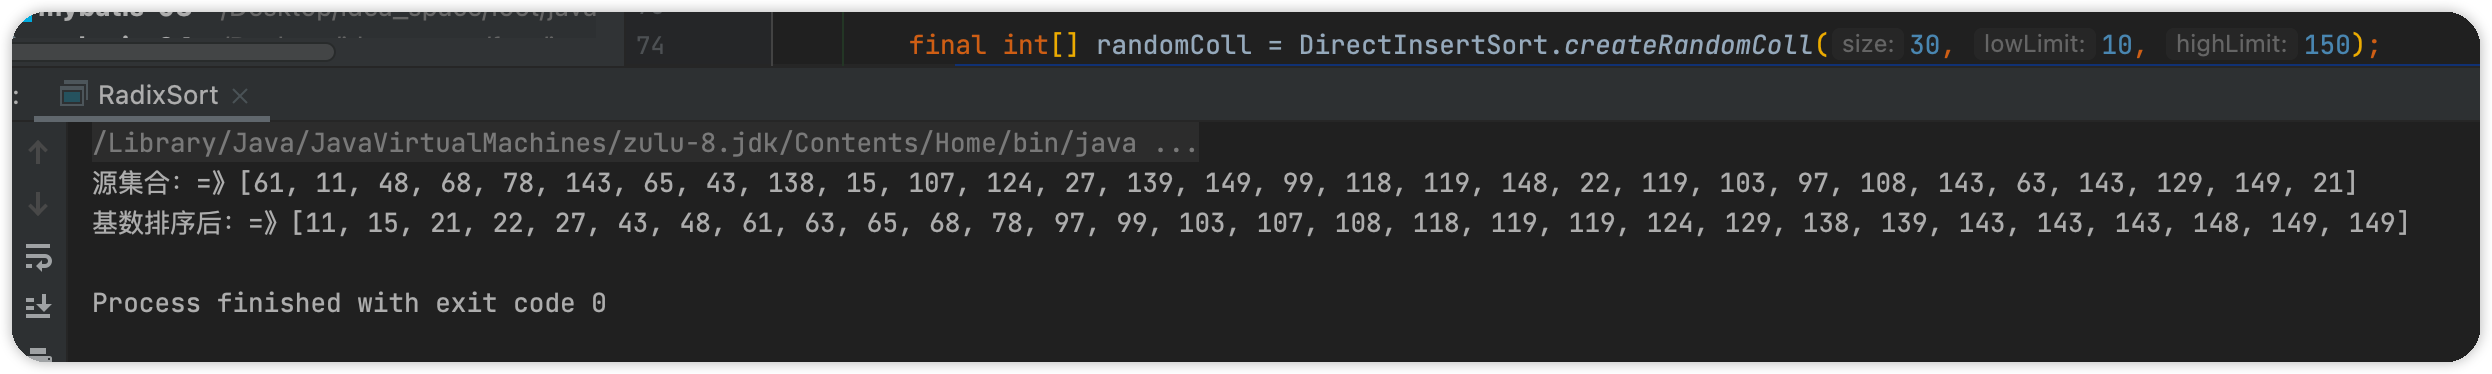 74 final int[] randomColl = DirectInsertSort.createRandomColl( size: 30, lowLimit: 10, highLimit: 150);
: RadixSort ×
/Library/Java/JavaVirtualMachines/zulu-8.jdk/Contents/Home/bin/java ...
源集合：=》[61, 11, 48, 68, 78, 143, 65, 43, 138, 15, 107, 124, 27, 139, 149, 99, 118, 119, 148, 22, 119, 103, 97, 108, 143, 63, 143, 129, 149, 21]
基数排序后：=》[11, 15, 21, 22, 27, 43, 48, 61, 63, 65, 68, 78, 97, 99, 103, 107, 108, 118, 119, 119, 124, 129, 138, 139, 143, 143, 143, 148, 149, 149]
Process finished with exit code 0